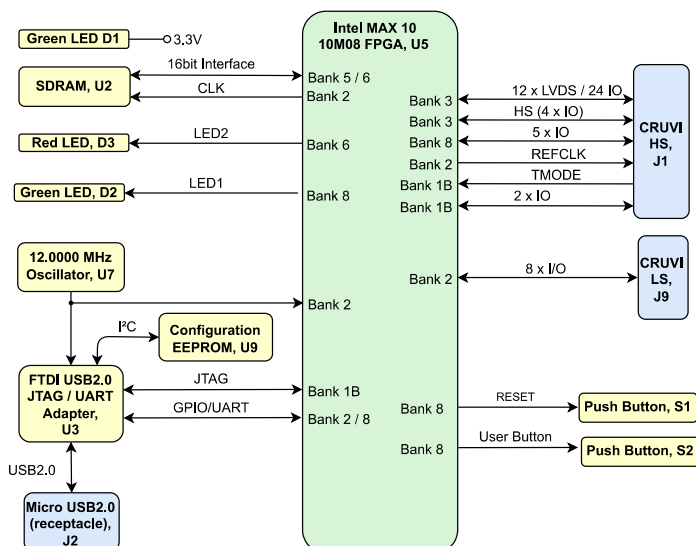 Intel MAX 10
10M08 FPGA, U5
Green LED D1
3.3V
SDRAM, U2
16bit Interface
CLK
Bank 5 / 6
Bank 2
Red LED, D3
LED2
Bank 6
Green LED, D2
LED1
Bank 8
12.0000 MHz
Oscillator, U7
Bank 2
I²C
Configuration
EEPROM, U9
FTDI USB2.0
JTAG / UART
Adapter,
U3
JTAG
GPIO/UART
Bank 1B
Bank 2 / 8
USB2.0
Micro USB2.0
(receptacle),
J2
Bank 3
Bank 3
Bank 8
Bank 2
Bank 1B
Bank 1B
12 x LVDS / 24 IO
HS (4 x IO)
5 x IO
REFCLK
TMODE
2 x IO
CRUVI
HS,
J1
Bank 2
8 x I/O
CRUVI
LS,
J9
Bank 8
RESET
Push Button, S1
Bank 8
User Button
Push Button, S2